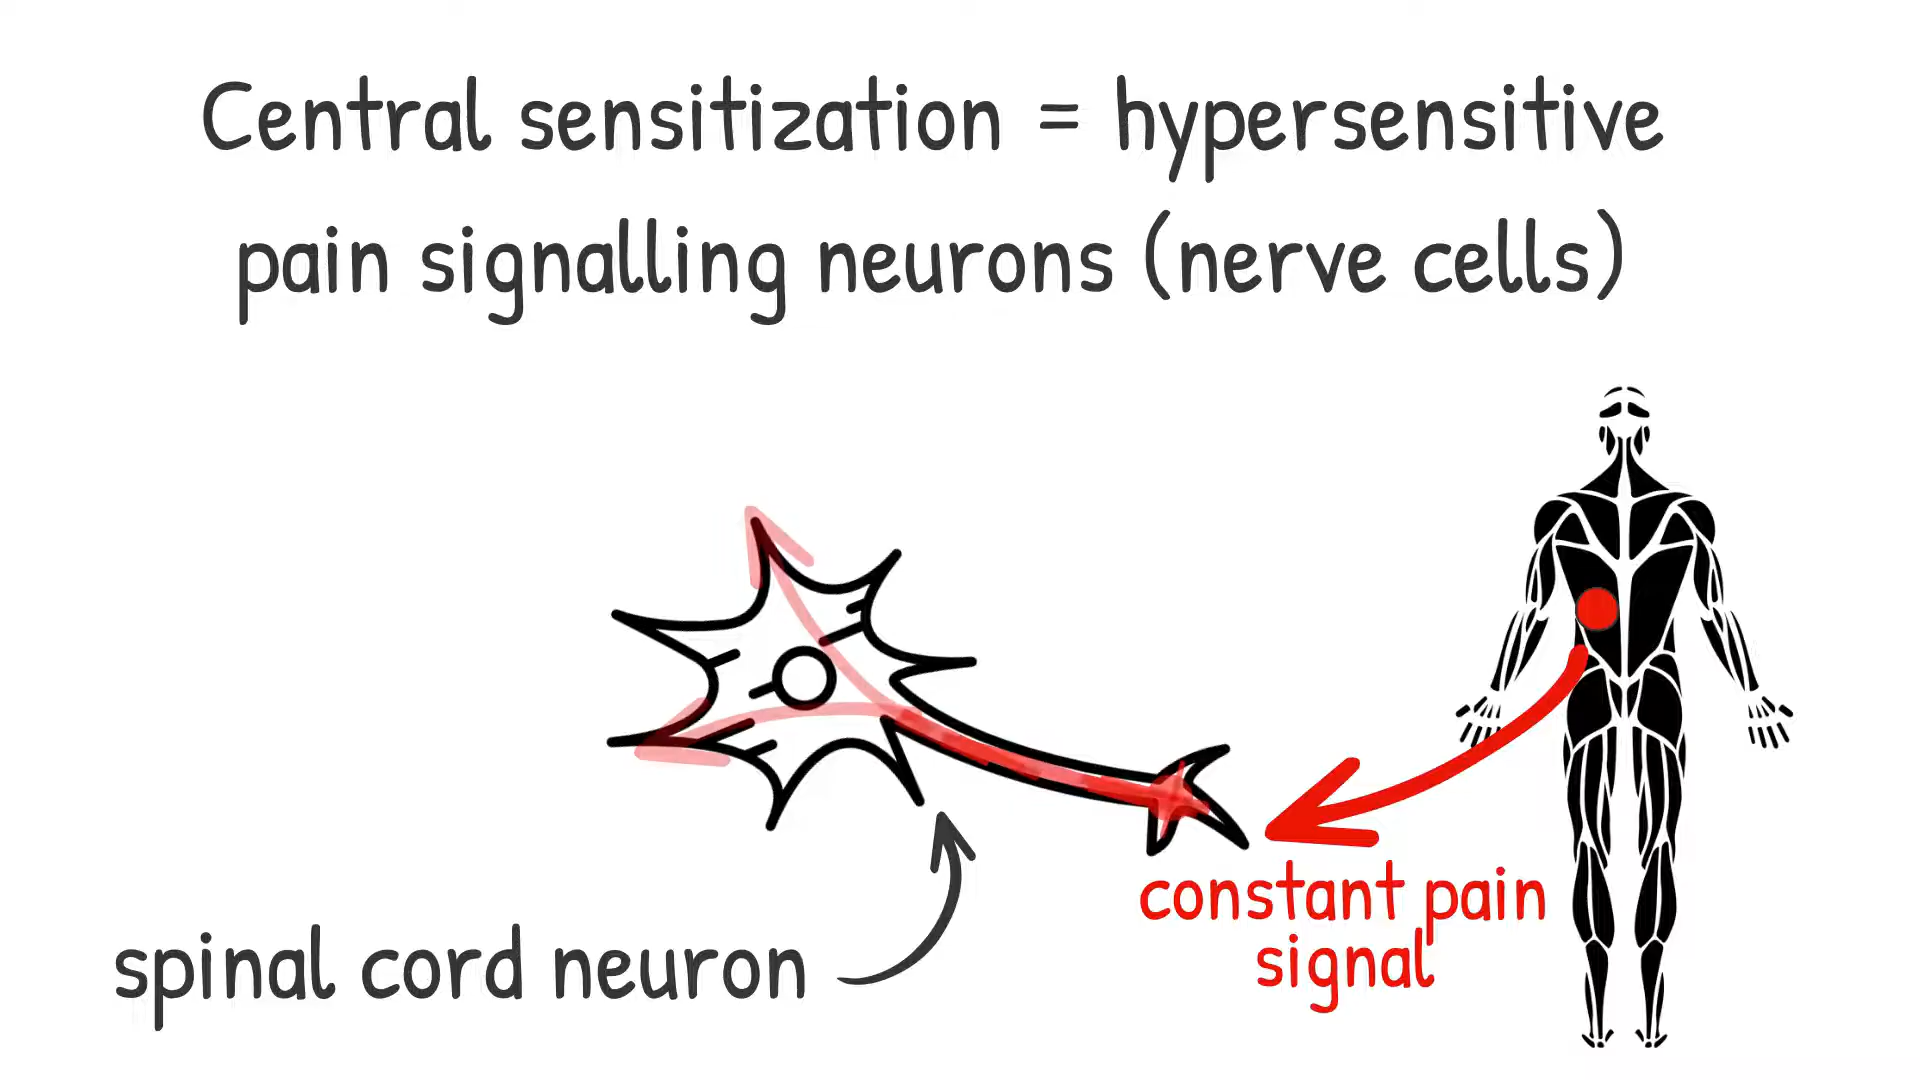 Central sensitization = hypersensitive
pain signalling neurons (nerve cells)
constant pain
signal
spinal cord neuron